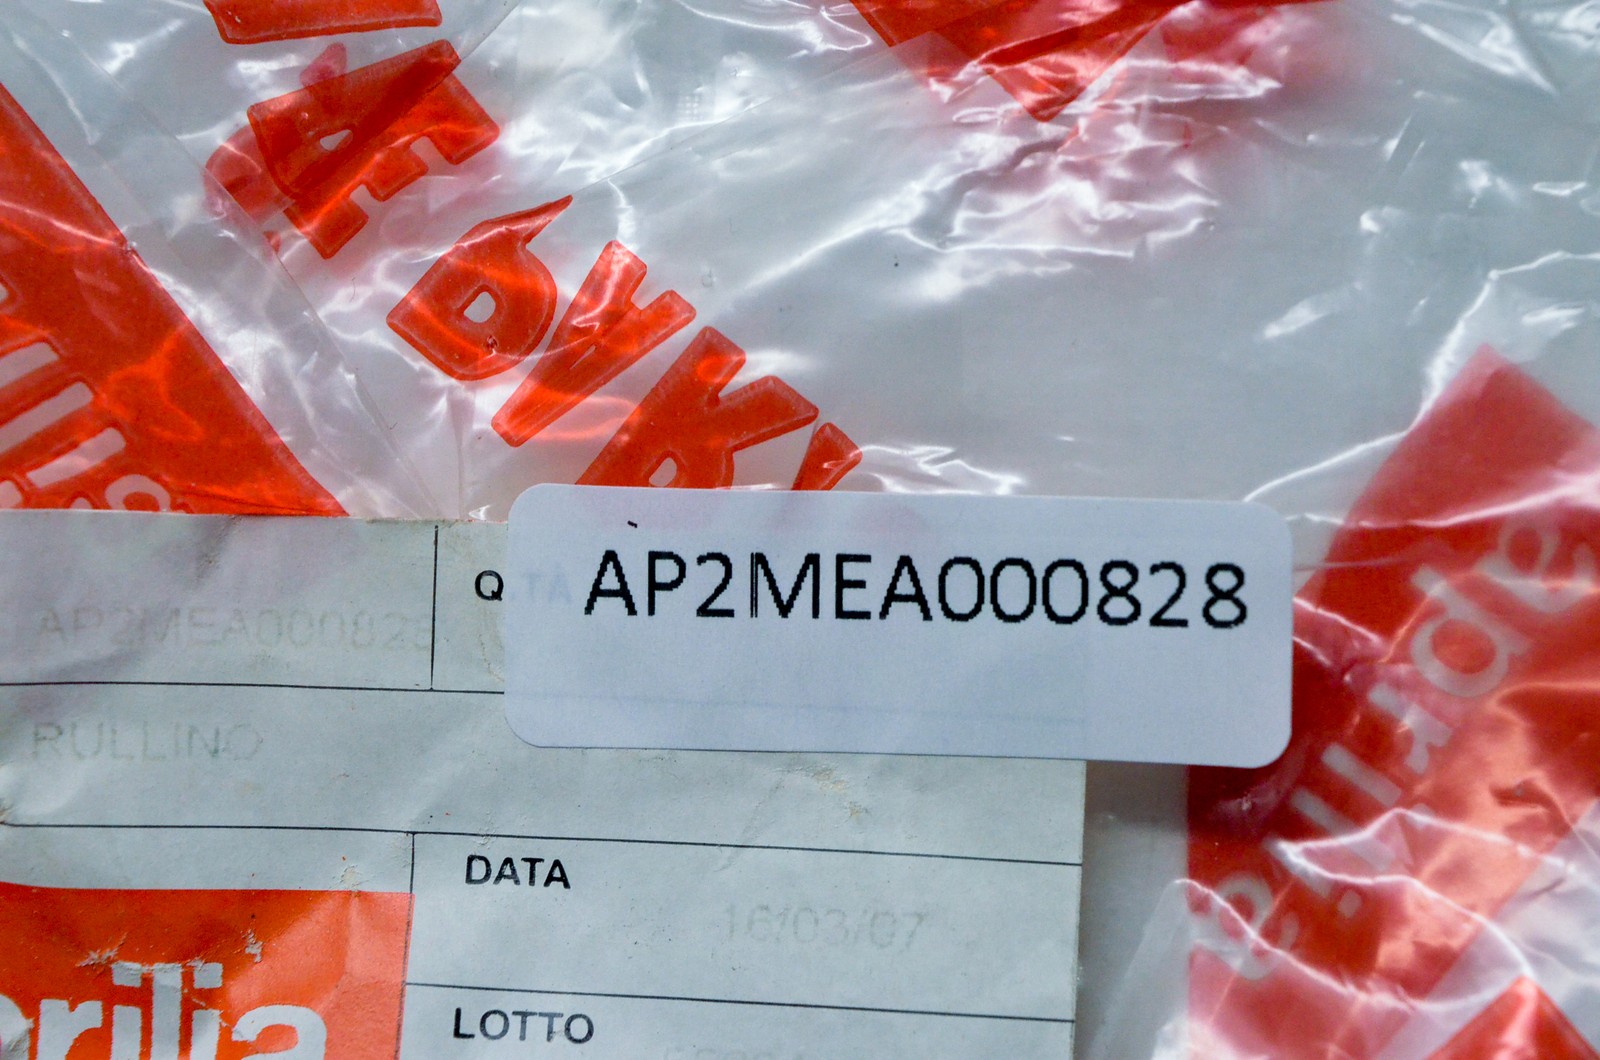 AP2MEA000828
Q.TA
AP2MEA000828
RULLINO
DATA
16/03/07
LOTTO
aprilia